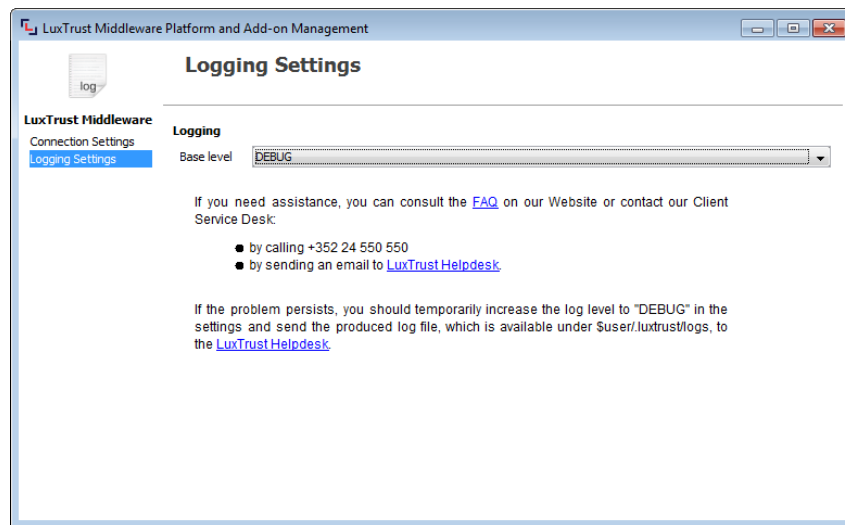 LuxTrust Middleware Platform and Add-on Management
log
Logging Settings
LuxTrust Middleware
Connection Settings
Logging Settings
Logging
Base level DEBUG
If you need assistance, you can consult the FAQ on our Website or contact our Client
Service Desk:
● by calling +352 24 550 550
● by sending an email to LuxTrust Helpdesk.
If the problem persists, you should temporarily increase the log level to "DEBUG" in the
settings and send the produced log file, which is available under $user/.luxtrust/logs, to
the LuxTrust Helpdesk.